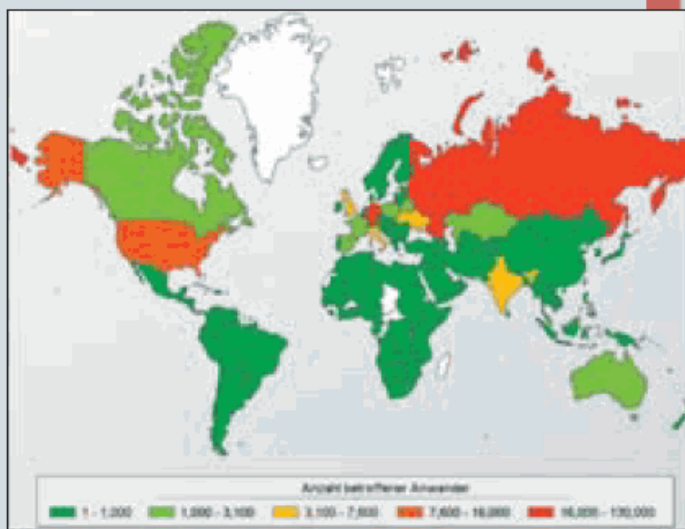 Anzahl betroffener Anwender
1 - 1,000 1,000 - 3,100 3,100 - 7,600 7,600 - 16,000 16,000 - 130,000